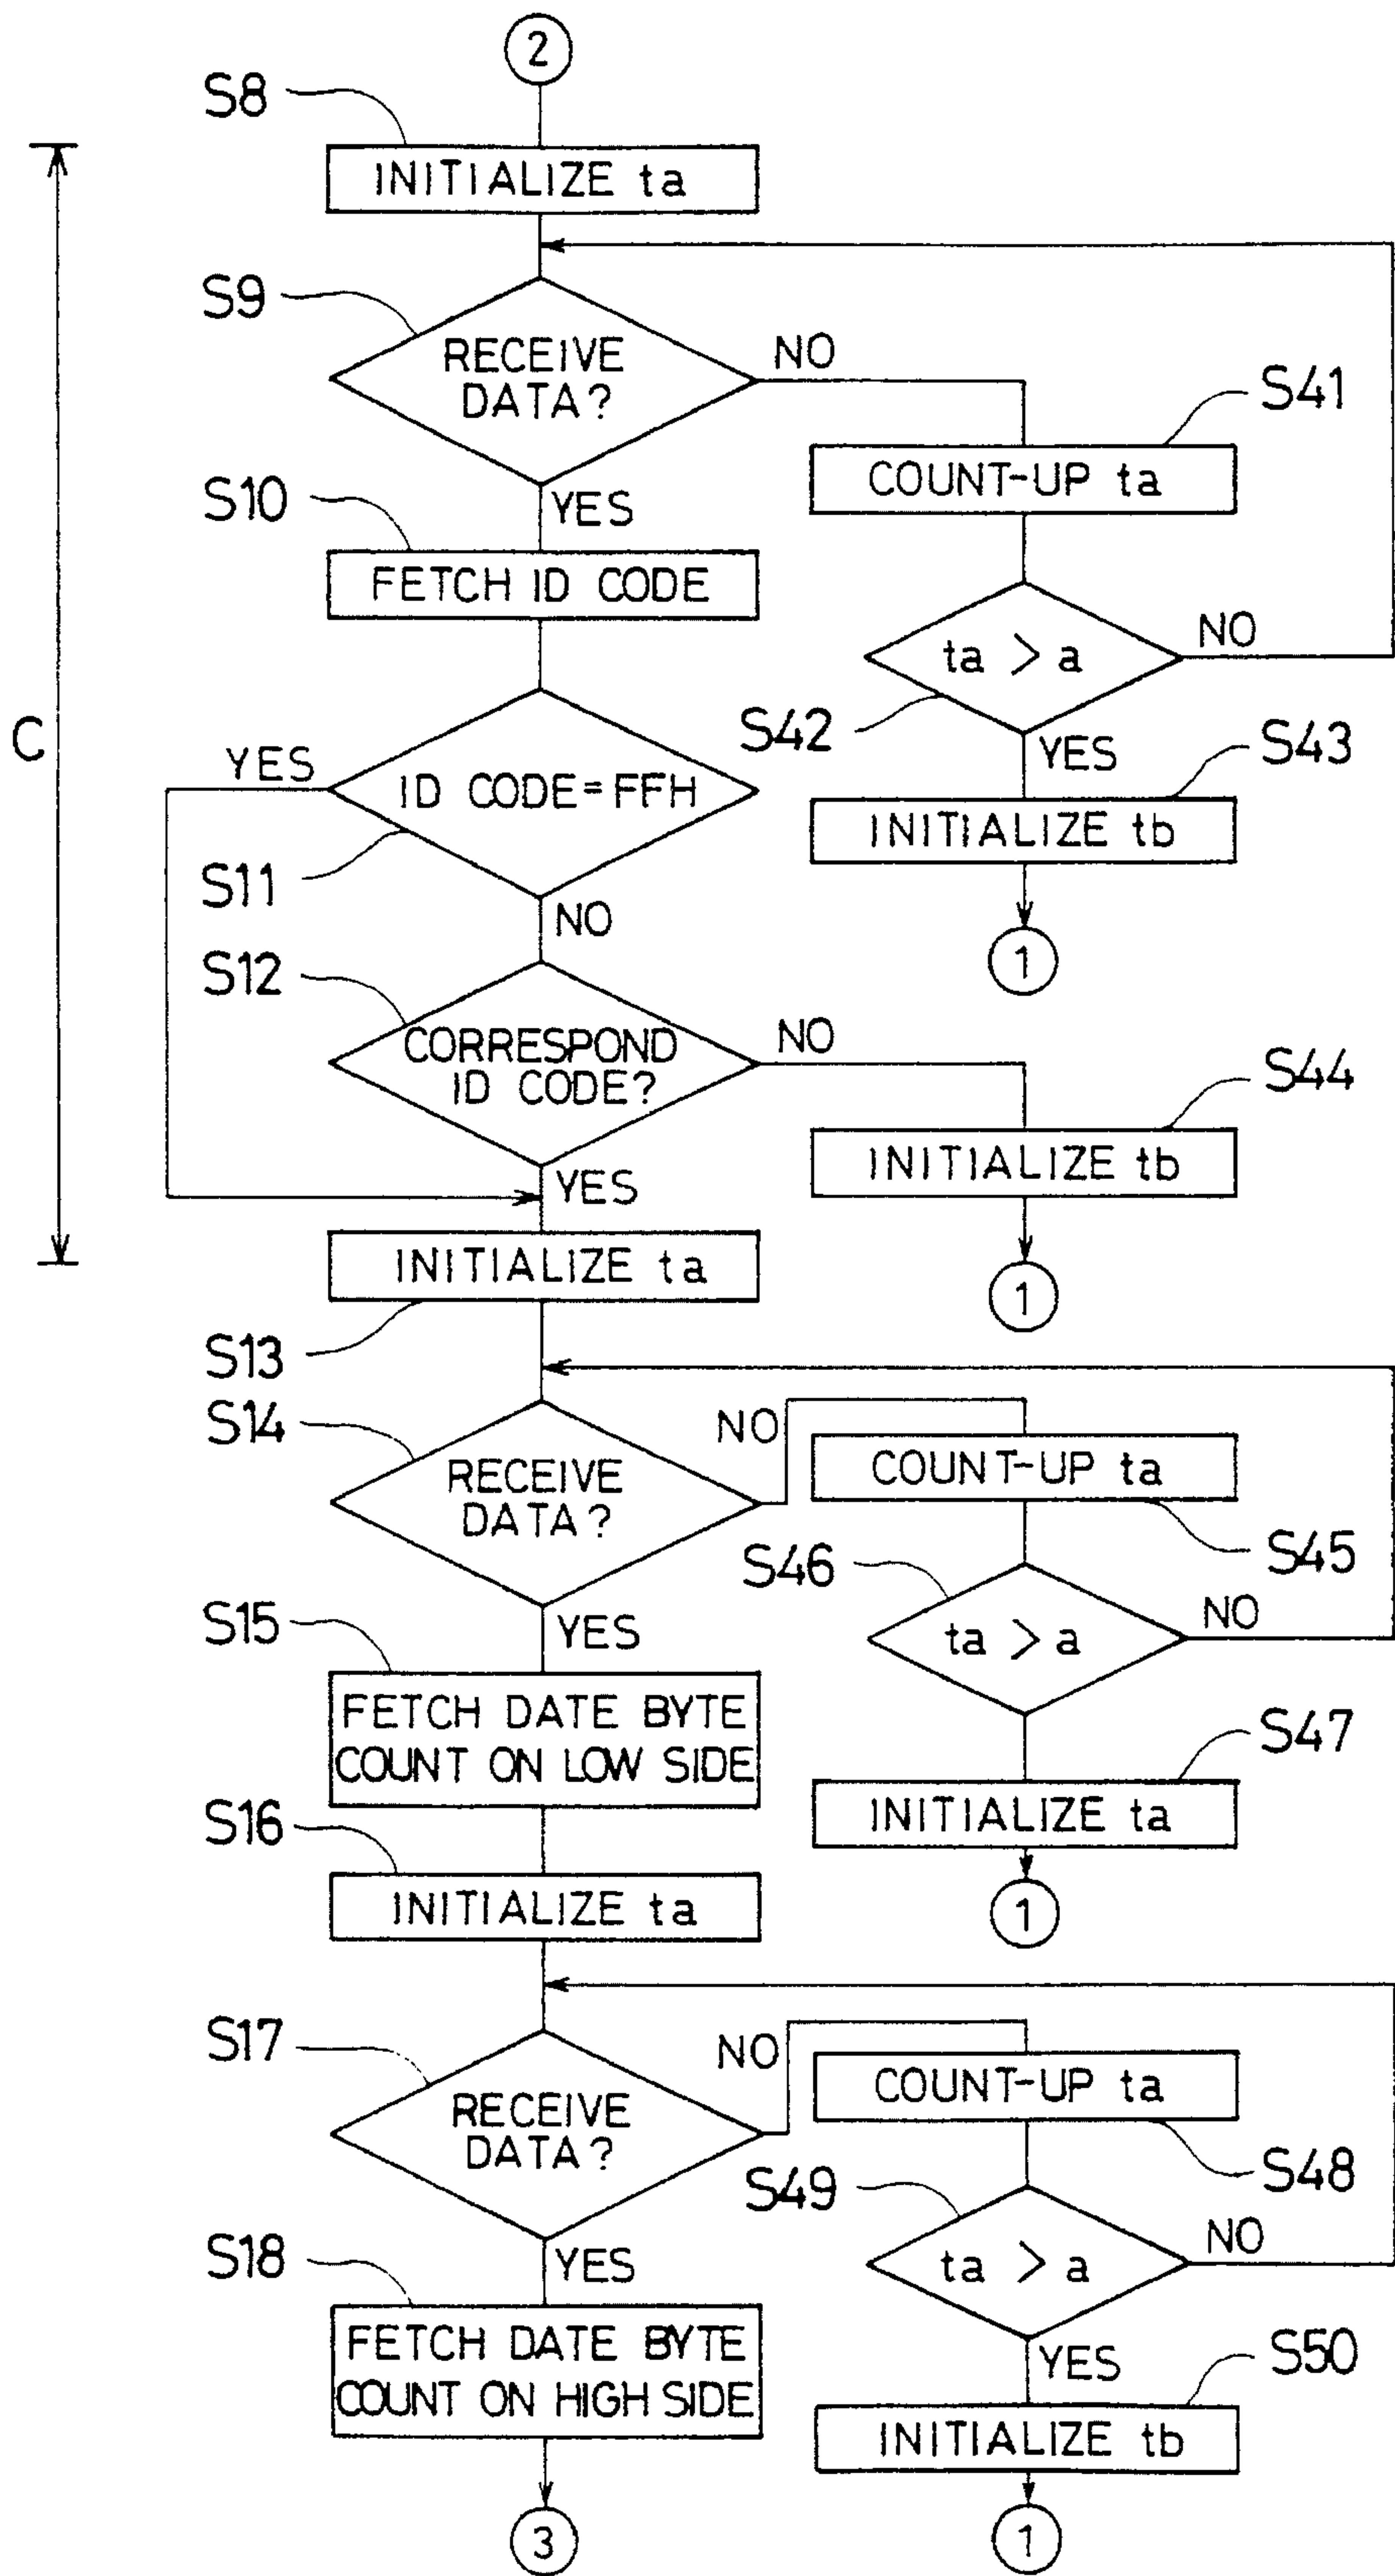 2
S8
INITIALIZE ta
S9
RECEIVE
DATA?
NO
S41
COUNT-UP ta
YES
S10
FETCH ID CODE
ta > a
NO
S42
YES
S43
INITIALIZE tb
1
C
YES
ID CODE=FFH
S11
NO
S12
CORRESPOND
ID CODE?
NO
S44
INITIALIZE tb
1
YES
INITIALIZE ta
S13
S14
RECEIVE
DATA?
NO
COUNT-UP ta
S45
S46
ta > a
NO
S47
INITIALIZE ta
1
YES
S15
FETCH DATE BYTE
COUNT ON LOW SIDE
S16
INITIALIZE ta
S17
RECEIVE
DATA?
NO
COUNT-UP ta
S48
S49
ta > a
NO
YES
S50
INITIALIZE tb
1
YES
S18
FETCH DATE BYTE
COUNT ON HIGH SIDE
3